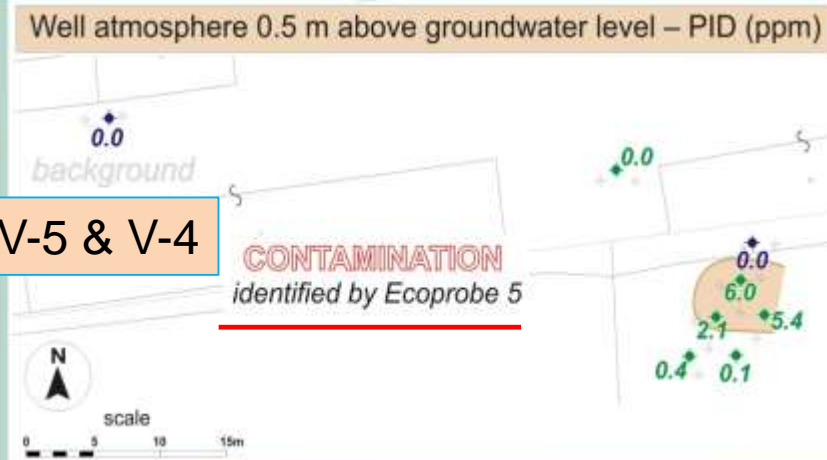 Well atmosphere 0.5 m above groundwater level – PID (ppm)
0.0
background
0.0
V-5 & V-4
CONTAMINATION
identified by Ecoprobe 5
0.0
6.0
2.1
5.4
0.4
0.1
N
scale
0 5 10 15m